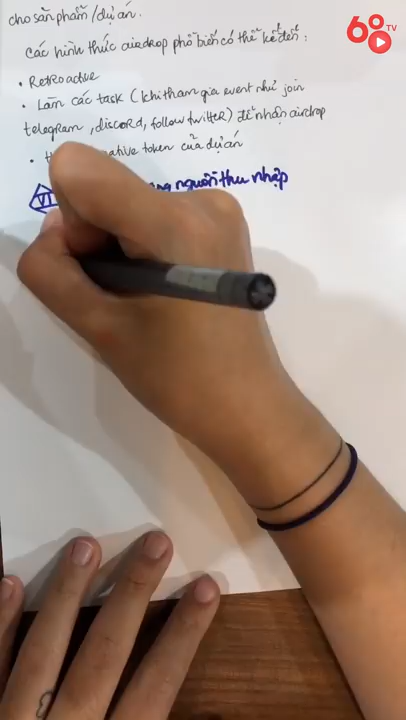 cho sản phẩm/dự án.
60s TV
các hình thức airdrop phổ biến có thể kể đến:
• Retroactive
• Làm các task (khi tham gia event như join
telegram, discord, follow twitter) để nhận airdrop
• native token của dự án
VI người thu nhập